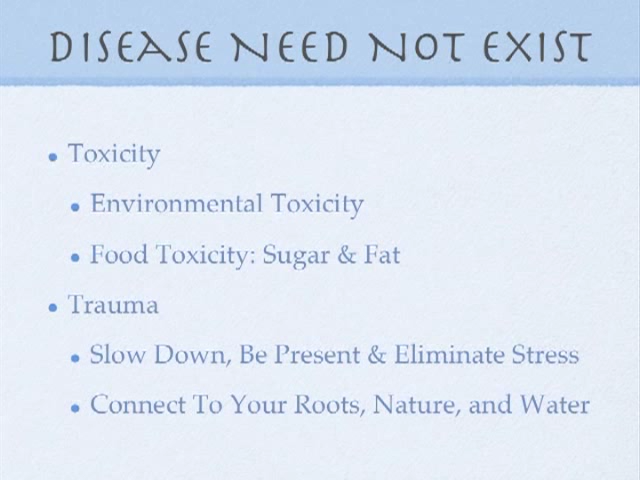 DISEASE NEED NOT EXIST
• Toxicity
• Environmental Toxicity
• Food Toxicity: Sugar & Fat
• Trauma
• Slow Down, Be Present & Eliminate Stress
• Connect To Your Roots, Nature, and Water